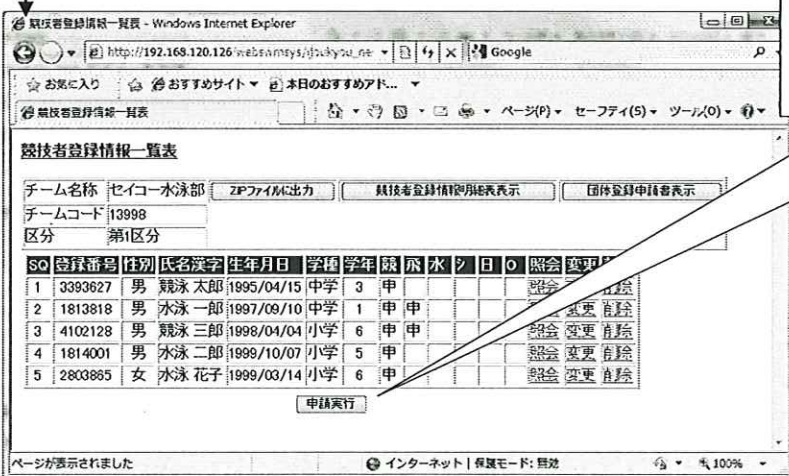 競技者登録情報一覧表 - Windows Internet Explorer
http://192.168.120.126/webswmsys/ Google
お気に入り おすすめサイト 本日のおすすめアド...
競技者登録情報一覧表 ページ(P) セーフティ(S) ツール(O)
競技者登録情報一覧表
チーム名称 セイコー水泳部 ZIPファイルに出力 競技者登録情報明細表表示 団体登録申請書表示
チームコード 13998
区分 第1区分
SQ 登録番号 性別 氏名漢字 生年月日 学種 学年 競 飛 水 シ 日 O 照会 変更
1 3393627 男 競泳 太郎 1995/04/15 中学 3 申 照会
2 1813818 男 水泳 一郎 1997/09/10 中学 1 申 申 照会 変更 削除
3 4102128 男 競泳 三郎 1998/04/04 小学 6 申 申 照会 変更 削除
4 1814001 男 水泳 二郎 1999/10/07 小学 5 申 照会 変更 削除
5 2803865 女 水泳 花子 1999/03/14 小学 6 申 照会 変更 削除
申請実行
ページが表示されました インターネット | 保護モード: 無効 100%